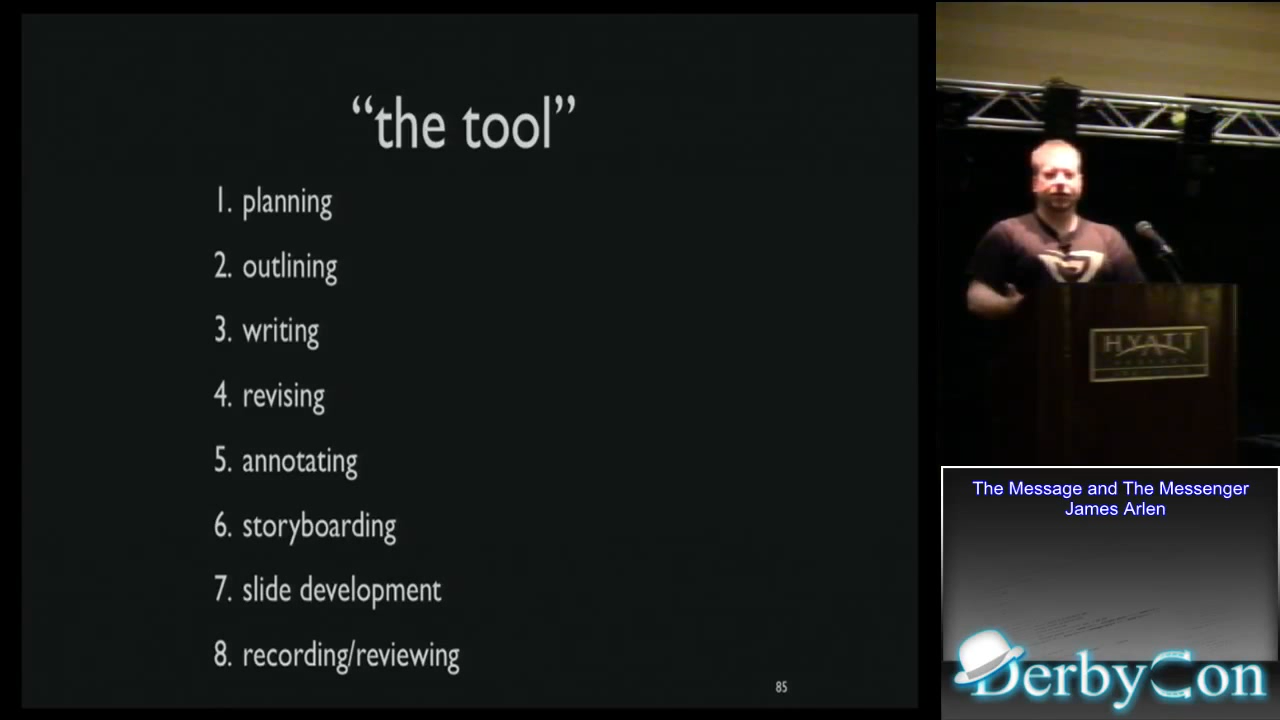 “the tool”
1. planning
2. outlining
3. writing
4. revising
5. annotating
6. storyboarding
7. slide development
8. recording/reviewing
85
HYATT
The Message and The Messenger
James Arlen
DerbyCon